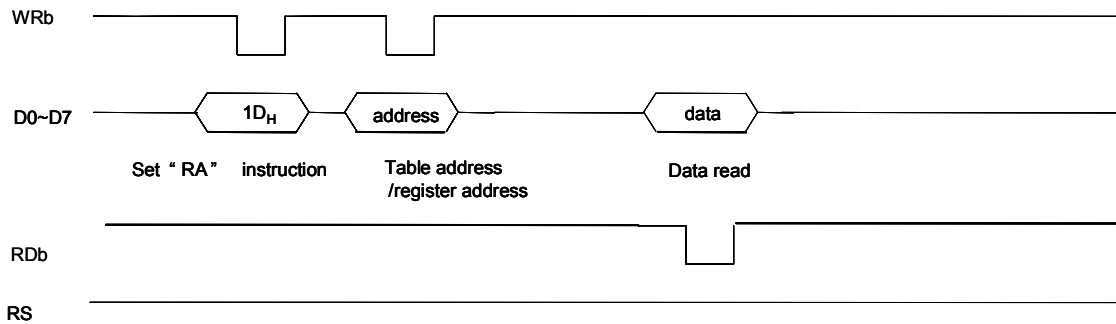 WRb
D0~D7
1DH
address
data
Set “ RA ” instruction
Table address
/register address
Data read
RDb
RS